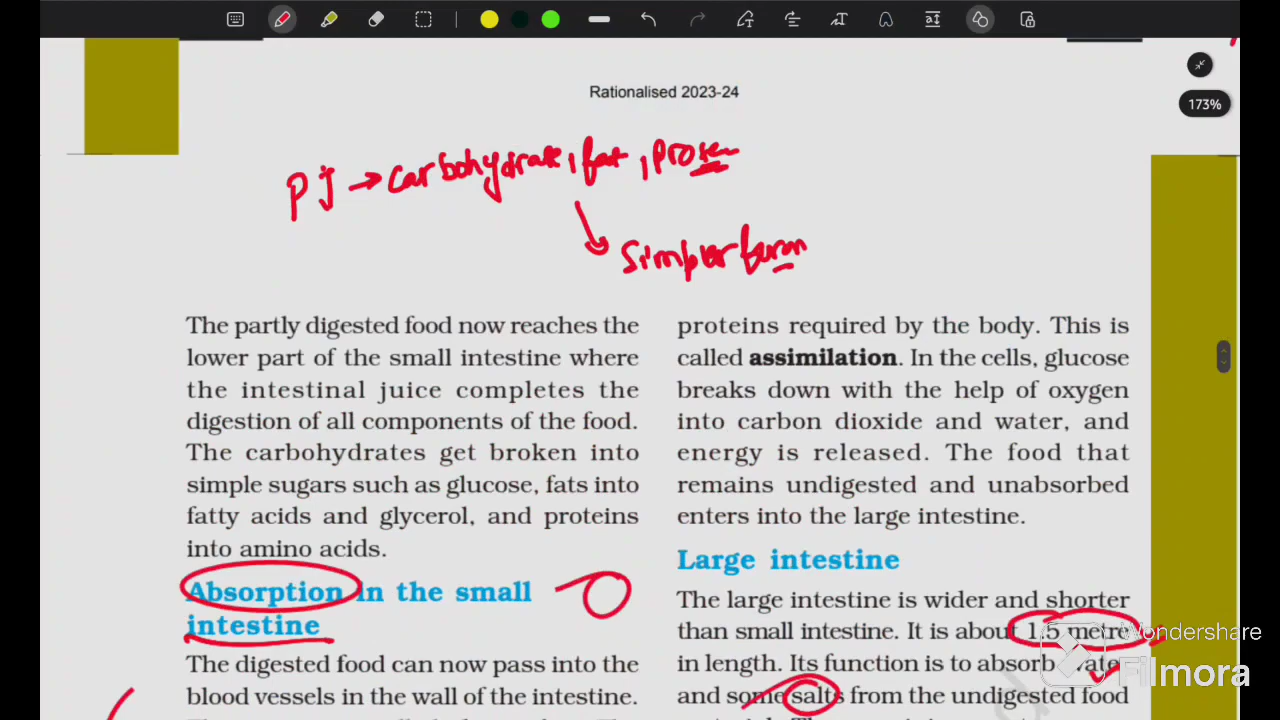 173%
Rationalised 2023-24
PJ → carbohydrate, fat, protein
Simpler form
The partly digested food now reaches the
lower part of the small intestine where
the intestinal juice completes the
digestion of all components of the food.
The carbohydrates get broken into
simple sugars such as glucose, fats into
fatty acids and glycerol, and proteins
into amino acids.
Absorption in the small
intestine
The digested food can now pass into the
blood vessels in the wall of the intestine.
proteins required by the body. This is
called assimilation. In the cells, glucose
breaks down with the help of oxygen
into carbon dioxide and water, and
energy is released. The food that
remains undigested and unabsorbed
enters into the large intestine.
Large intestine
The large intestine is wider and shorter
than small intestine. It is about 1.5 metre
in length. Its function is to absorb water
and some salts from the undigested food
Wondershare
Filmora